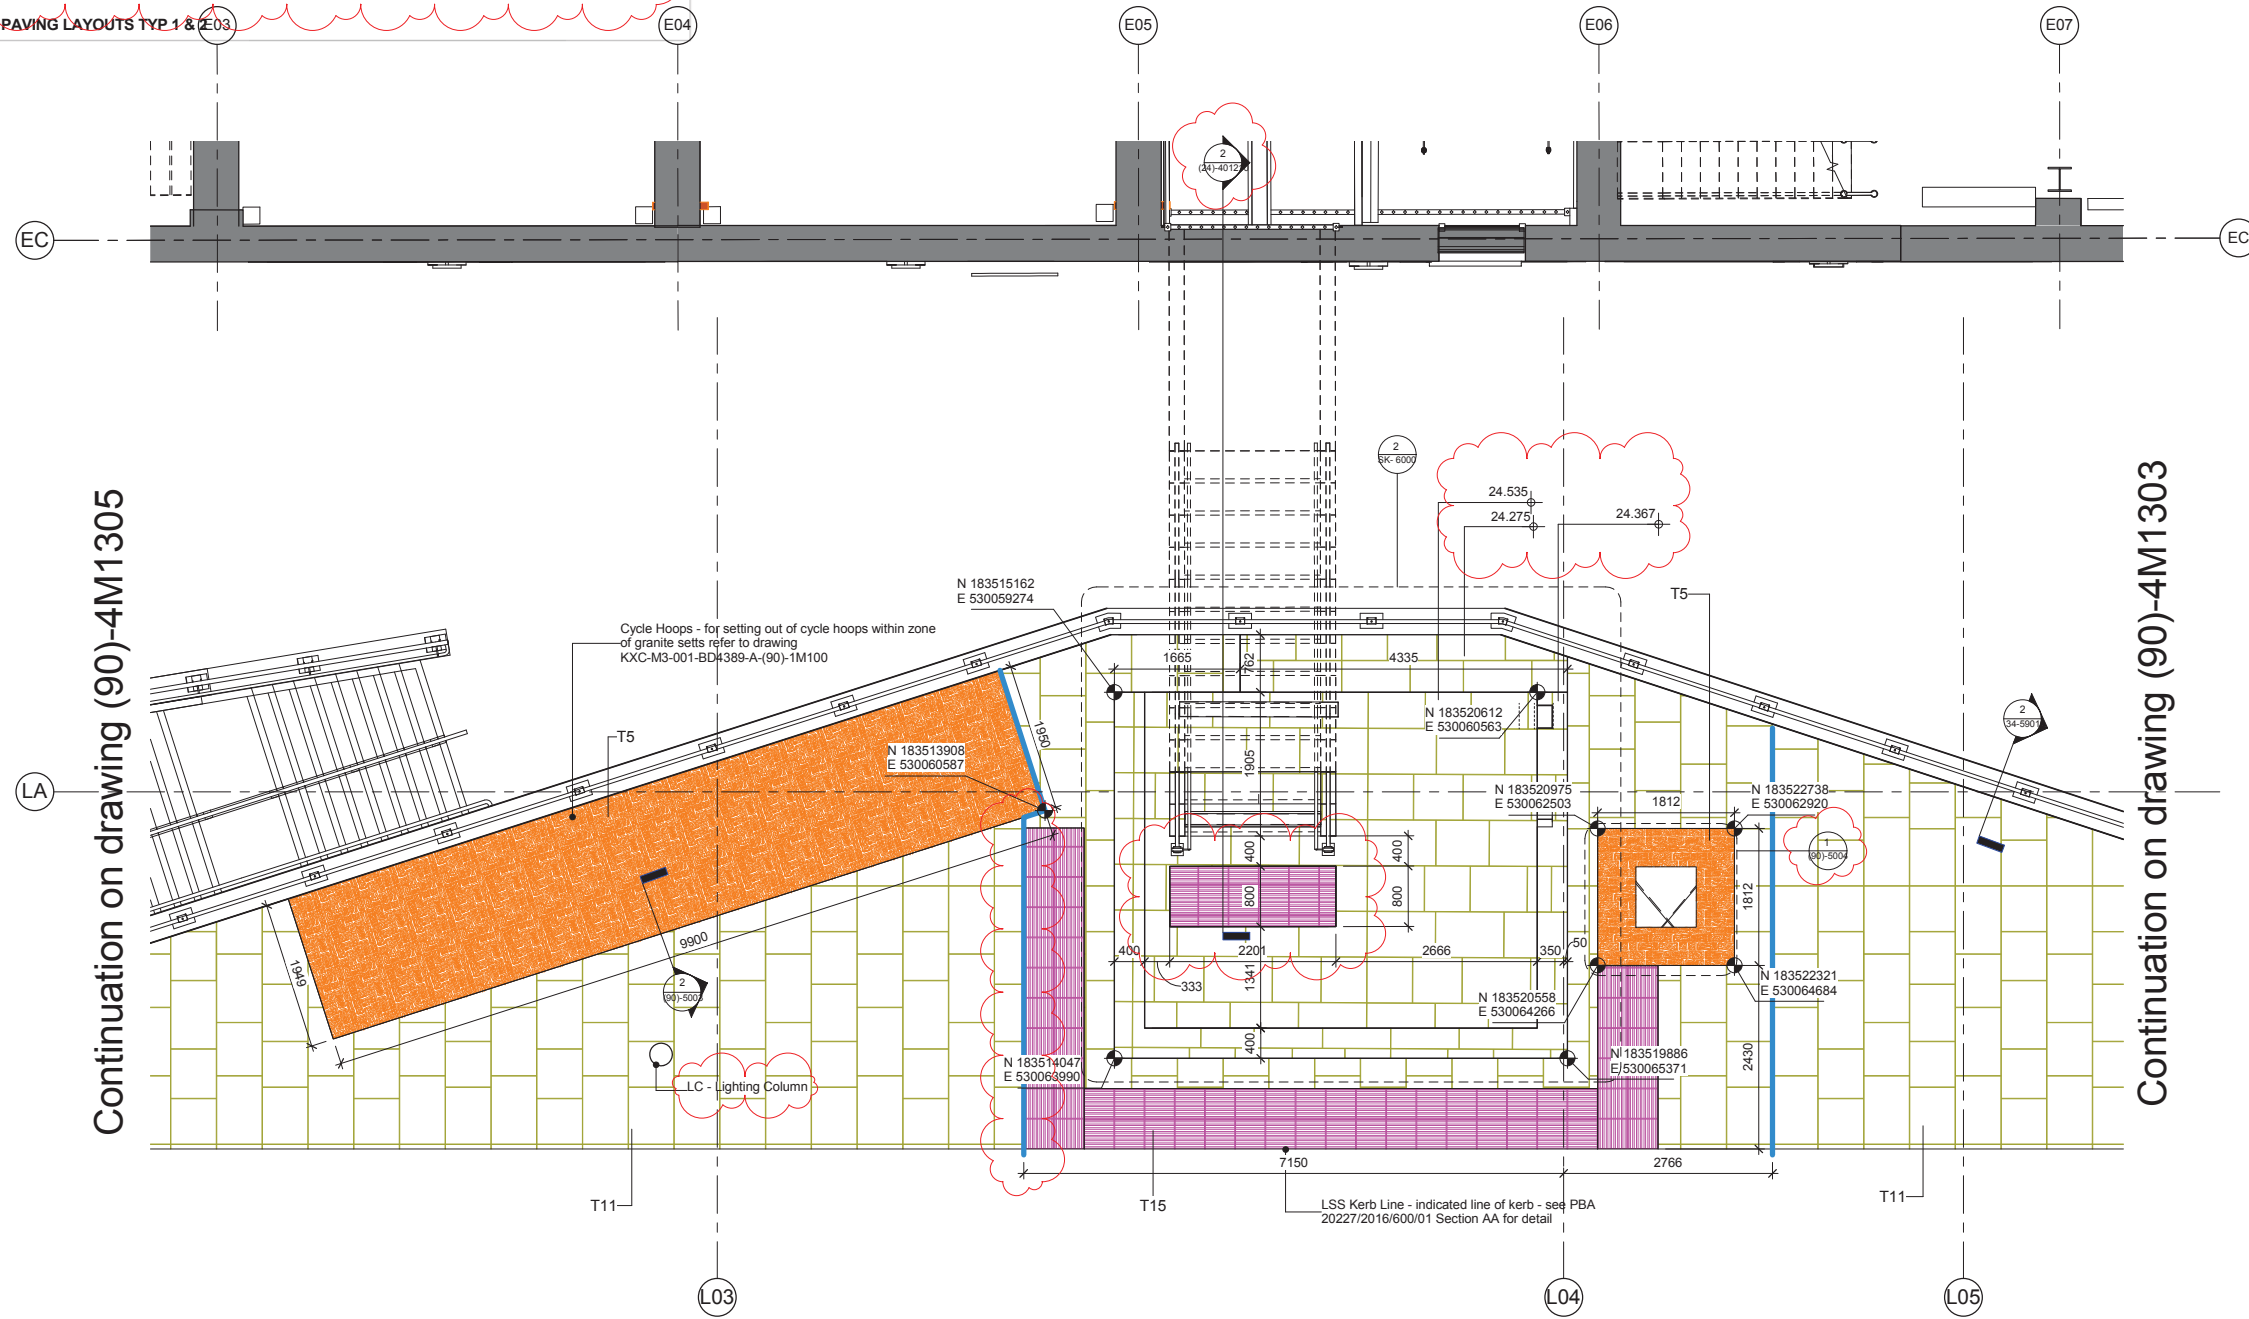 PAVING LAYOUTS TYP 1 & 2
E03
E04
E05
E06
E07
2
(24)-4012
EC
EC
2
SK- 6000
24.535
24.275
24.367
N 183515162
E 530059274
T5
Cycle Hoops - for setting out of cycle hoops within zone
of granite setts refer to drawing
KXC-M3-001-BD4389-A-(90)-1M100
1665
762
4335
T5
1950
N 183520612
E 530060563
2
34-5901
N 183513908
E 530060587
1905
LA
N 183520975
E 530062503
1812
N 183522738
E 530062920
400
400
1
(90)-5004
800
800
1812
9900
400
2201
2666
350
50
1949
333
1341
2
(90)-5003
N 183520558
E 530064266
N 183522321
E 530064684
400
N 183514047
E 530063990
N 183519886
E 530065371
2430
LC - Lighting Column
7150
2766
T11
T15
LSS Kerb Line - indicated line of kerb - see PBA
20227/2016/600/01 Section AA for detail
T11
L03
L04
L05
Continuation on drawing (90)-4M1305
Continuation on drawing (90)-4M1303